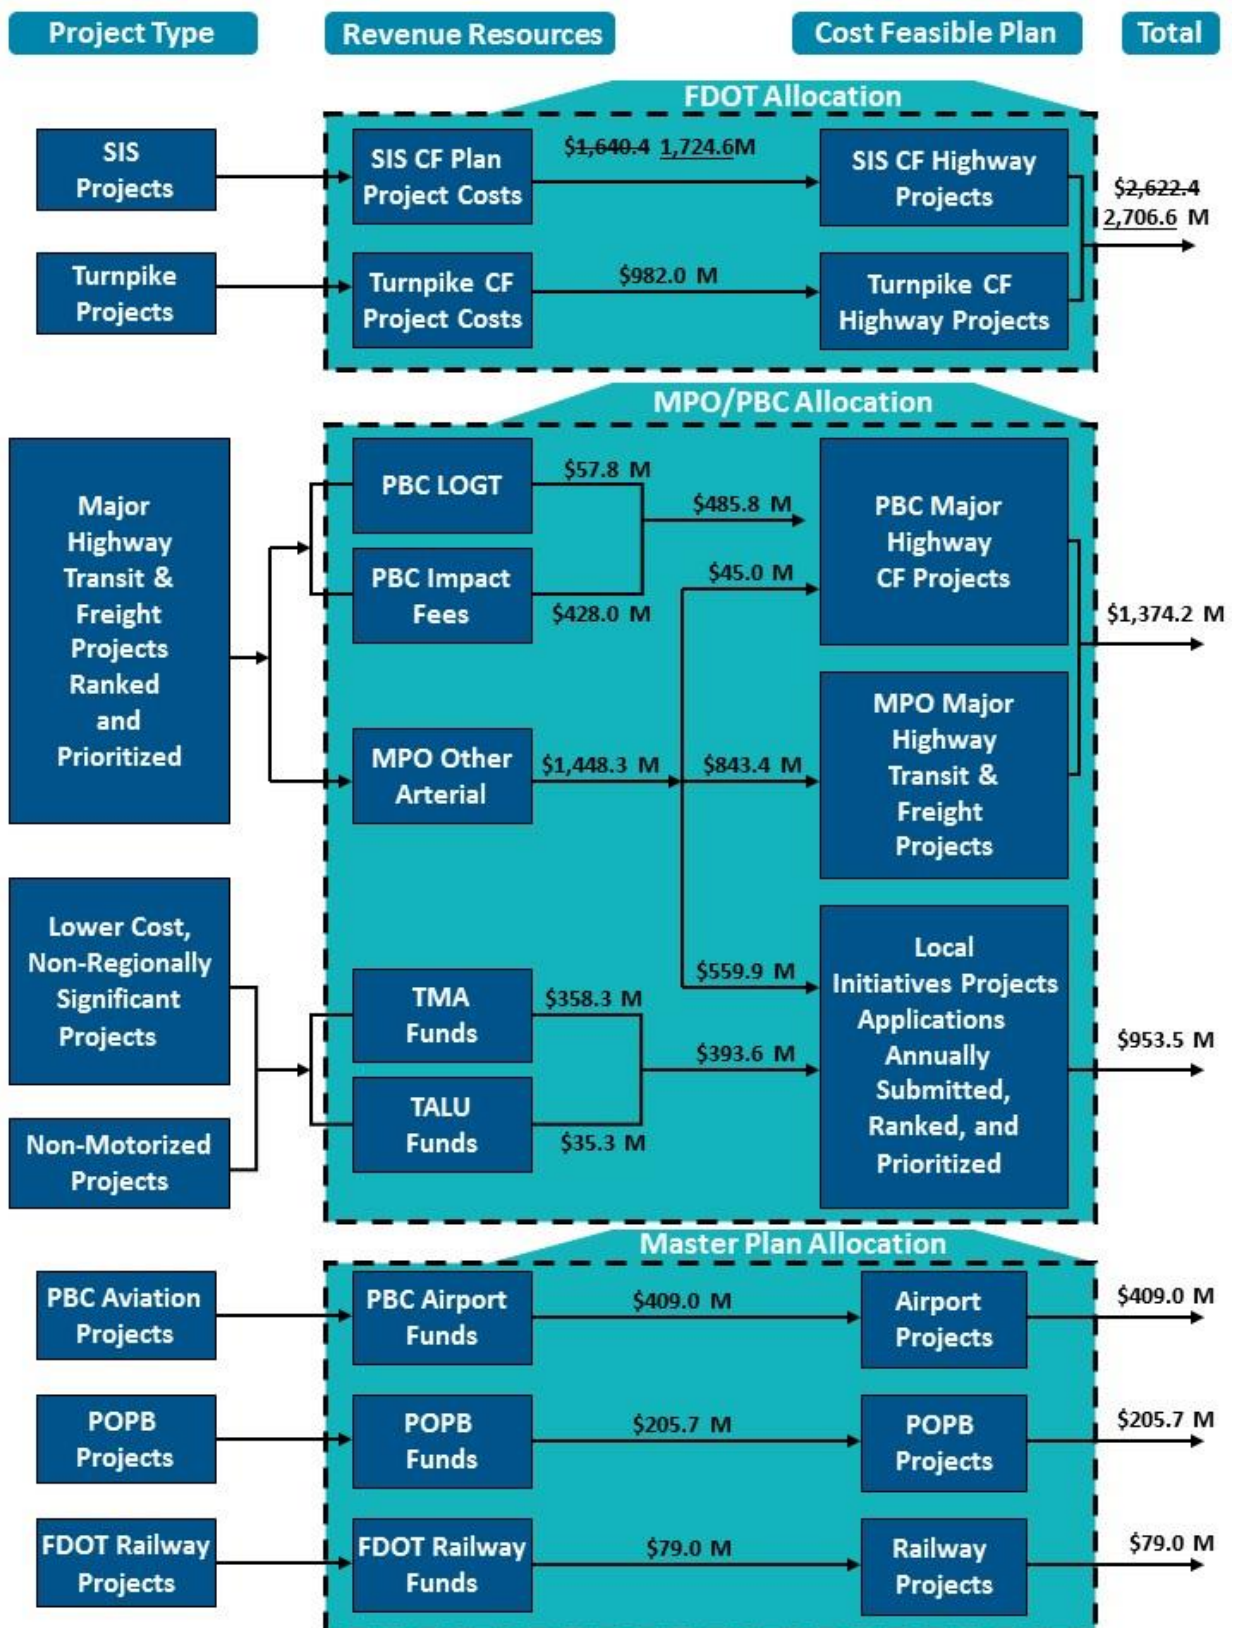 Project Type
Revenue Resources
Cost Feasible Plan
Total
FDOT Allocation
SIS
Projects
SIS CF Plan
Project Costs
$1,640.4 1,724.6M
SIS CF Highway
Projects
$2,622.4
2,706.6 M
Turnpike
Projects
Turnpike CF
Project Costs
$982.0 M
Turnpike CF
Highway Projects
MPO/PBC Allocation
Major
Highway
Transit &
Freight
Projects
Ranked
and
Prioritized
PBC LOGT
$57.8 M
$485.8 M
PBC Impact
Fees
$428.0 M
$45.0 M
PBC Major
Highway
CF Projects
$1,374.2 M
MPO Other
Arterial
$1,448.3 M
$843.4 M
MPO Major
Highway
Transit &
Freight
Projects
Lower Cost,
Non-Regionally
Significant
Projects
Non-Motorized
Projects
TMA
Funds
$358.3 M
$559.9 M
$393.6 M
TALU
Funds
$35.3 M
Local
Initiatives Projects
Applications
Annually
Submitted,
Ranked, and
Prioritized
$953.5 M
Master Plan Allocation
PBC Aviation
Projects
PBC Airport
Funds
$409.0 M
Airport
Projects
$409.0 M
POPB
Projects
POPB
Funds
$205.7 M
POPB
Projects
$205.7 M
FDOT Railway
Projects
FDOT Railway
Funds
$79.0 M
Railway
Projects
$79.0 M